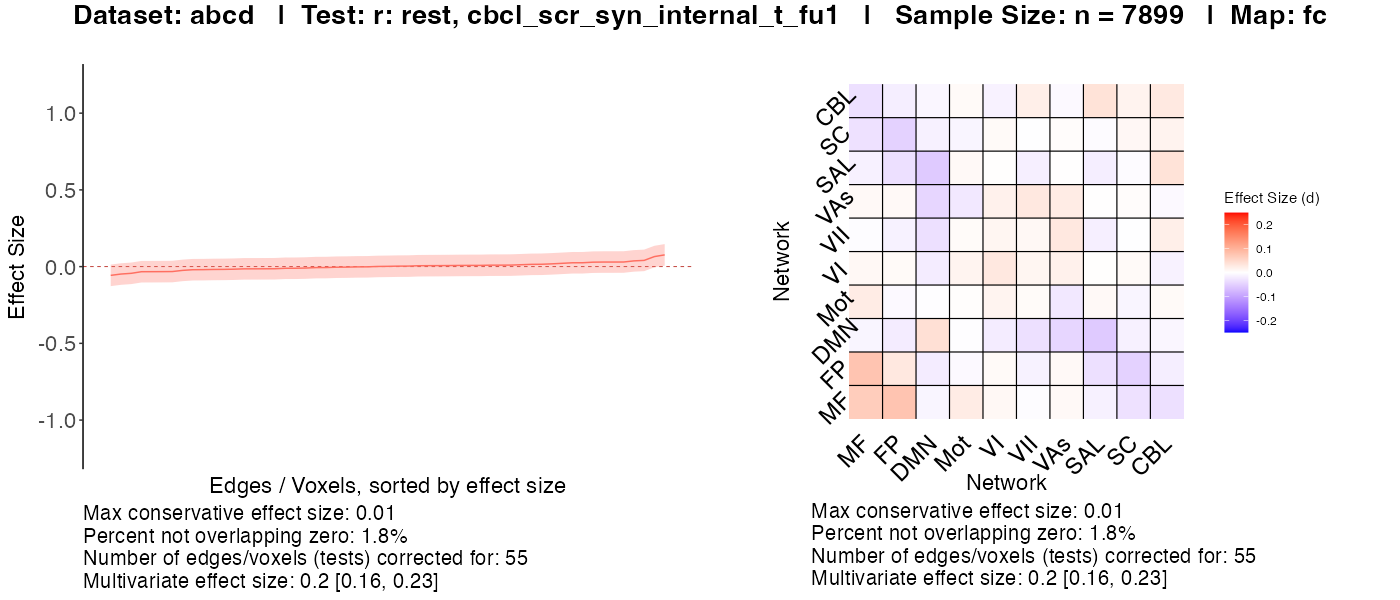 Dataset: abcd | Test: r: rest, cbcl_scr_syn_internal_t_fu1 | Sample Size: n = 7899 | Map: fc
Effect Size
1.0
0.5
0.0
-0.5
-1.0
Edges / Voxels, sorted by effect size
Max conservative effect size: 0.01
Percent not overlapping zero: 1.8%
Number of edges/voxels (tests) corrected for: 55
Multivariate effect size: 0.2 [0.16, 0.23]
Network
CBL
SC
SAL
VAs
VII
VI
Mot
DMN
FP
MF
MF FP DMN Mot VI VII VAs SAL SC CBL
Network
Effect Size (d)
0.2
0.1
0.0
-0.1
-0.2
Max conservative effect size: 0.01
Percent not overlapping zero: 1.8%
Number of edges/voxels (tests) corrected for: 55
Multivariate effect size: 0.2 [0.16, 0.23]